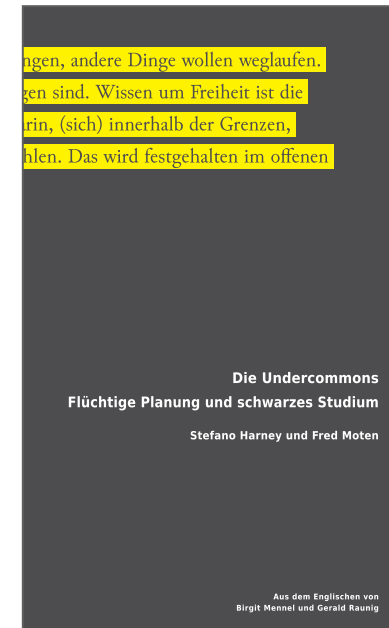 ngen, andere Dinge wollen weglaufen.
gen sind. Wissen um Freiheit ist die
rin, (sich) innerhalb der Grenzen,
hlen. Das wird festgehalten im offenen
Die Undercommons
Flüchtige Planung und schwarzes Studium
Stefano Harney und Fred Moten
Aus dem Englischen von
Birgit Mennel und Gerald Raunig